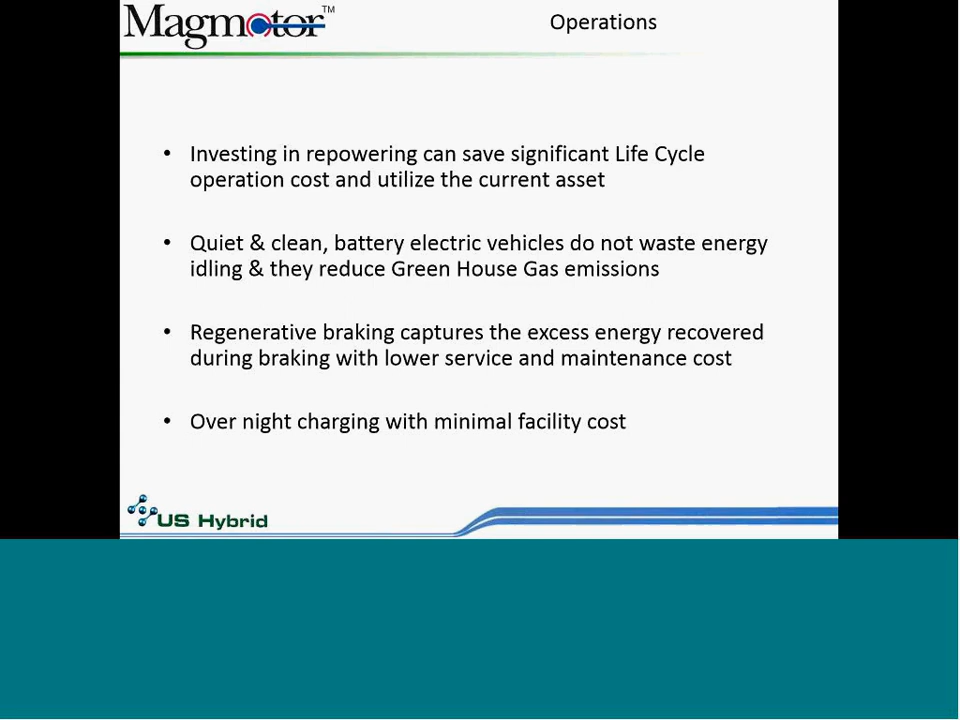 Magmotor™
Operations
• Investing in repowering can save significant Life Cycle
operation cost and utilize the current asset
• Quiet & clean, battery electric vehicles do not waste energy
idling & they reduce Green House Gas emissions
• Regenerative braking captures the excess energy recovered
during braking with lower service and maintenance cost
• Over night charging with minimal facility cost
US Hybrid